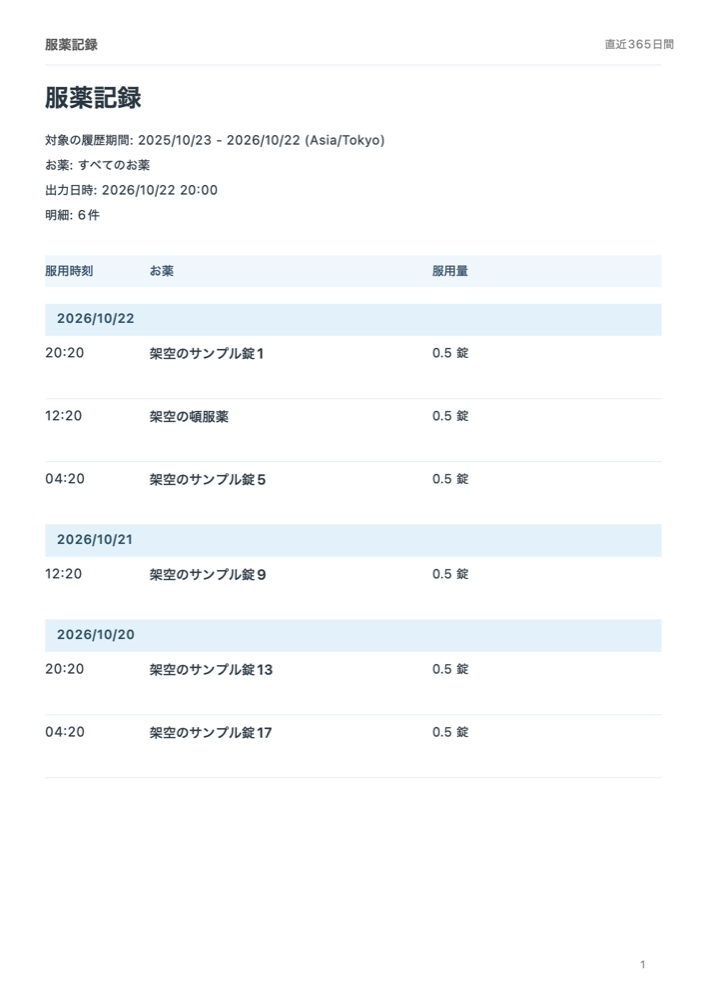 服薬記録 直近365日間
服薬記録
対象の履歴期間: 2025/10/23 - 2026/10/22 (Asia/Tokyo)
お薬: すべてのお薬
出力日時: 2026/10/22 20:00
明細: 6件
服用時刻 お薬 服用量
2026/10/22
20:20 架空のサンプル錠1 0.5 錠
12:20 架空の頓服薬 0.5 錠
04:20 架空のサンプル錠5 0.5 錠
2026/10/21
12:20 架空のサンプル錠9 0.5 錠
2026/10/20
20:20 架空のサンプル錠13 0.5 錠
04:20 架空のサンプル錠17 0.5 錠
1